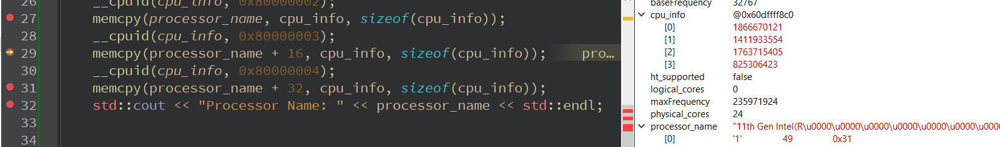 26 __cpuid(cpu_info, 0x80000002);
27 memcpy(processor_name, cpu_info, sizeof(cpu_info));
28 __cpuid(cpu_info, 0x80000003);
29 memcpy(processor_name + 16, cpu_info, sizeof(cpu_info)); pro…
30 __cpuid(cpu_info, 0x80000004);
31 memcpy(processor_name + 32, cpu_info, sizeof(cpu_info));
32 std::cout << "Processor Name: " << processor_name << std::endl;
33
34
baseFrequency 32767
cpu_info @0x60dffff8c0
[0] 1866670121
[1] 1411933554
[2] 1763715405
[3] 825306423
ht_supported false
logical_cores 0
maxFrequency 235971924
physical_cores 24
processor_name "11th Gen Intel(R\u0000\u0000\u0000\u0000\u0000\u0000\u000
[0] '1' 49 0x31